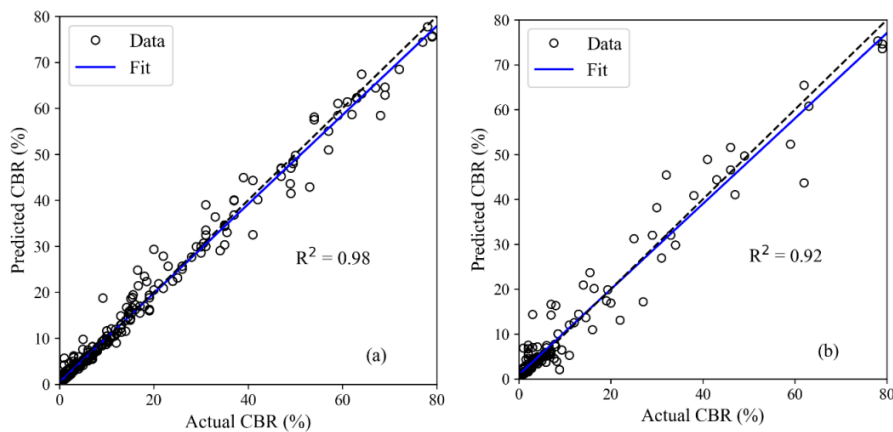 80
70
60
50
40
30
20
10
0
Predicted CBR (%)
Data
Fit
R² = 0.98
(a)
0 20 40 60 80
Actual CBR (%)
80
70
60
50
40
30
20
10
0
Predicted CBR (%)
Data
Fit
R² = 0.92
(b)
0 20 40 60 80
Actual CBR (%)